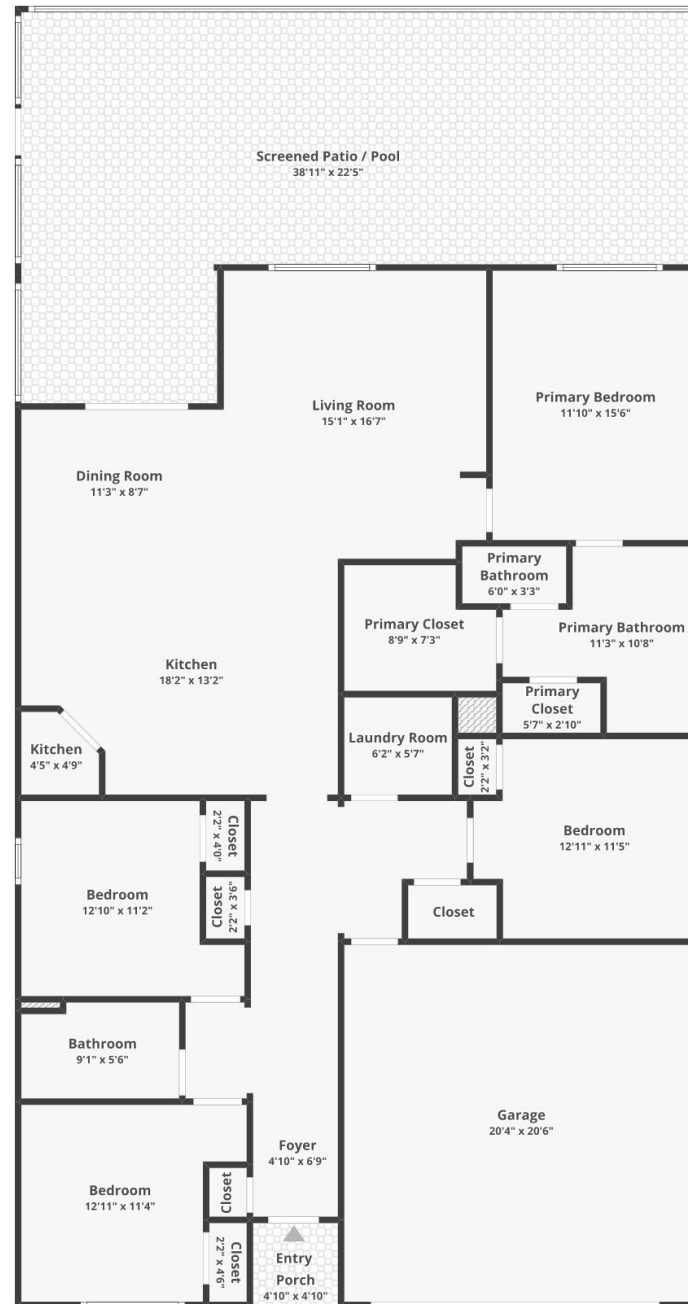 Screened Patio / Pool
38'11" x 22'5"
Living Room
15'1" x 16'7"
Primary Bedroom
11'10" x 15'6"
Dining Room
11'3" x 8'7"
Primary
Bathroom
6'0" x 3'3"
Primary Closet
8'9" x 7'3"
Primary Bathroom
11'3" x 10'8"
Kitchen
18'2" x 13'2"
Primary
Closet
5'7" x 2'10"
Kitchen
4'5" x 4'9"
Laundry Room
6'2" x 5'7"
Closet
2'2" x 3'2"
Closet
2'2" x 4'0"
Bedroom
12'11" x 11'5"
Bedroom
12'10" x 11'2"
Closet
2'2" x 3'6"
Closet
Bathroom
9'1" x 5'6"
Garage
20'4" x 20'6"
Foyer
4'10" x 6'9"
Bedroom
12'11" x 11'4"
Closet
Closet
2'2" x 4'6"
Entry
Porch
4'10" x 4'10"